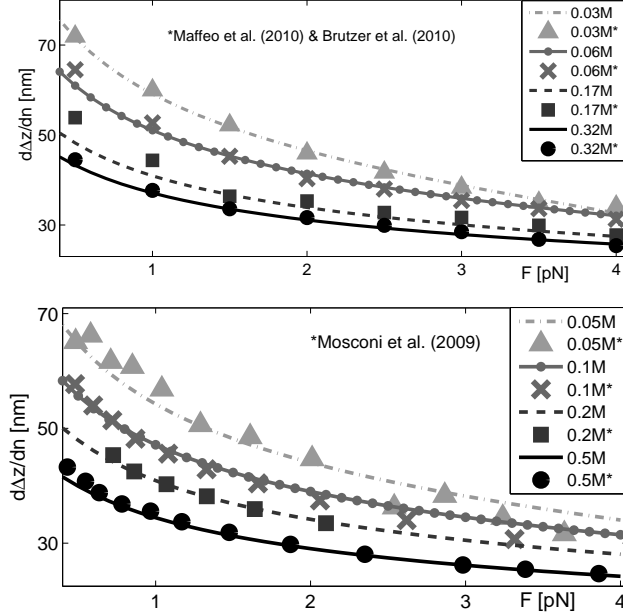 *Maffeo et al. (2010) & Brutzer et al. (2010)
0.03M
0.03M*
0.06M
0.06M*
0.17M
0.17M*
0.32M
0.32M*
dΔz/dn [nm]
70
50
30
1
2
3
4
F [pN]
*Mosconi et al. (2009)
0.05M
0.05M*
0.1M
0.1M*
0.2M
0.2M*
0.5M
0.5M*
dΔz/dn [nm]
70
50
30
1
2
3
4
F [pN]